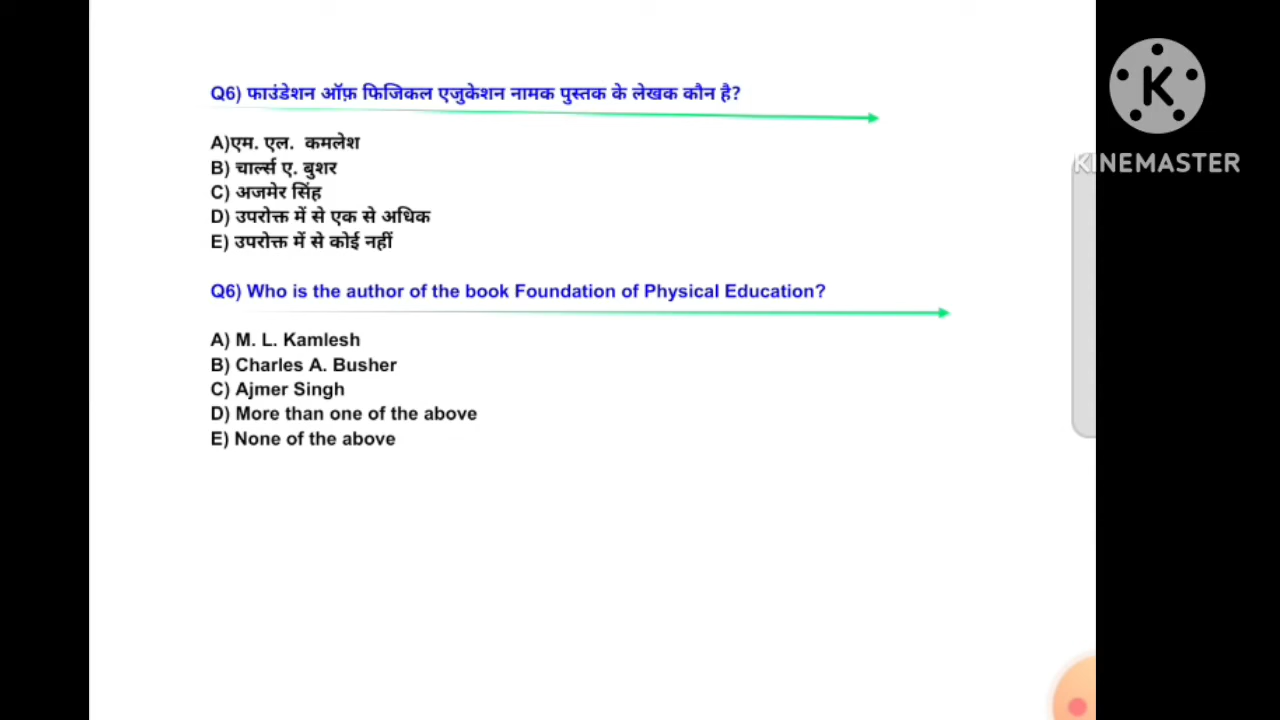 Q6) फाउंडेशन ऑफ़ फिजिकल एजुकेशन नामक पुस्तक के लेखक कौन है?
A)एम. एल. कमलेश
B) चार्ल्स ए. बुशर
C) अजमेर सिंह
D) उपरोक्त में से एक से अधिक
E) उपरोक्त में से कोई नहीं
Q6) Who is the author of the book Foundation of Physical Education?
A) M. L. Kamlesh
B) Charles A. Busher
C) Ajmer Singh
D) More than one of the above
E) None of the above
K
KINEMASTER